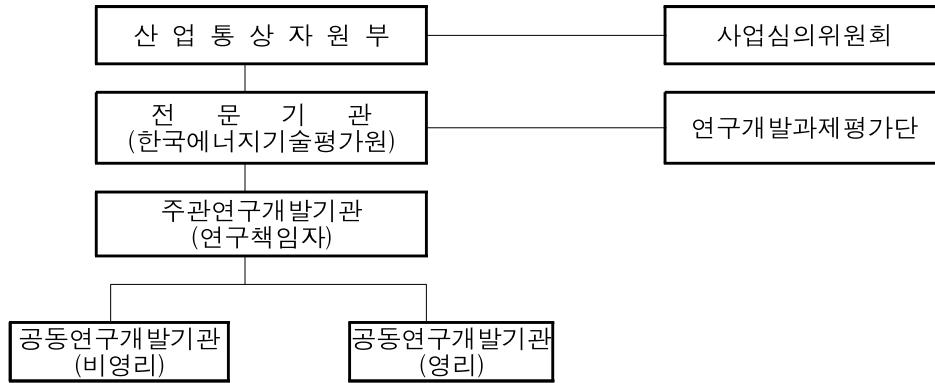 산 업 통 상 자 원 부
사업심의위원회
전 문 기 관
(한국에너지기술평가원)
연구개발과제평가단
주관연구개발기관
(연구책임자)
공동연구개발기관
(비영리)
공동연구개발기관
(영리)